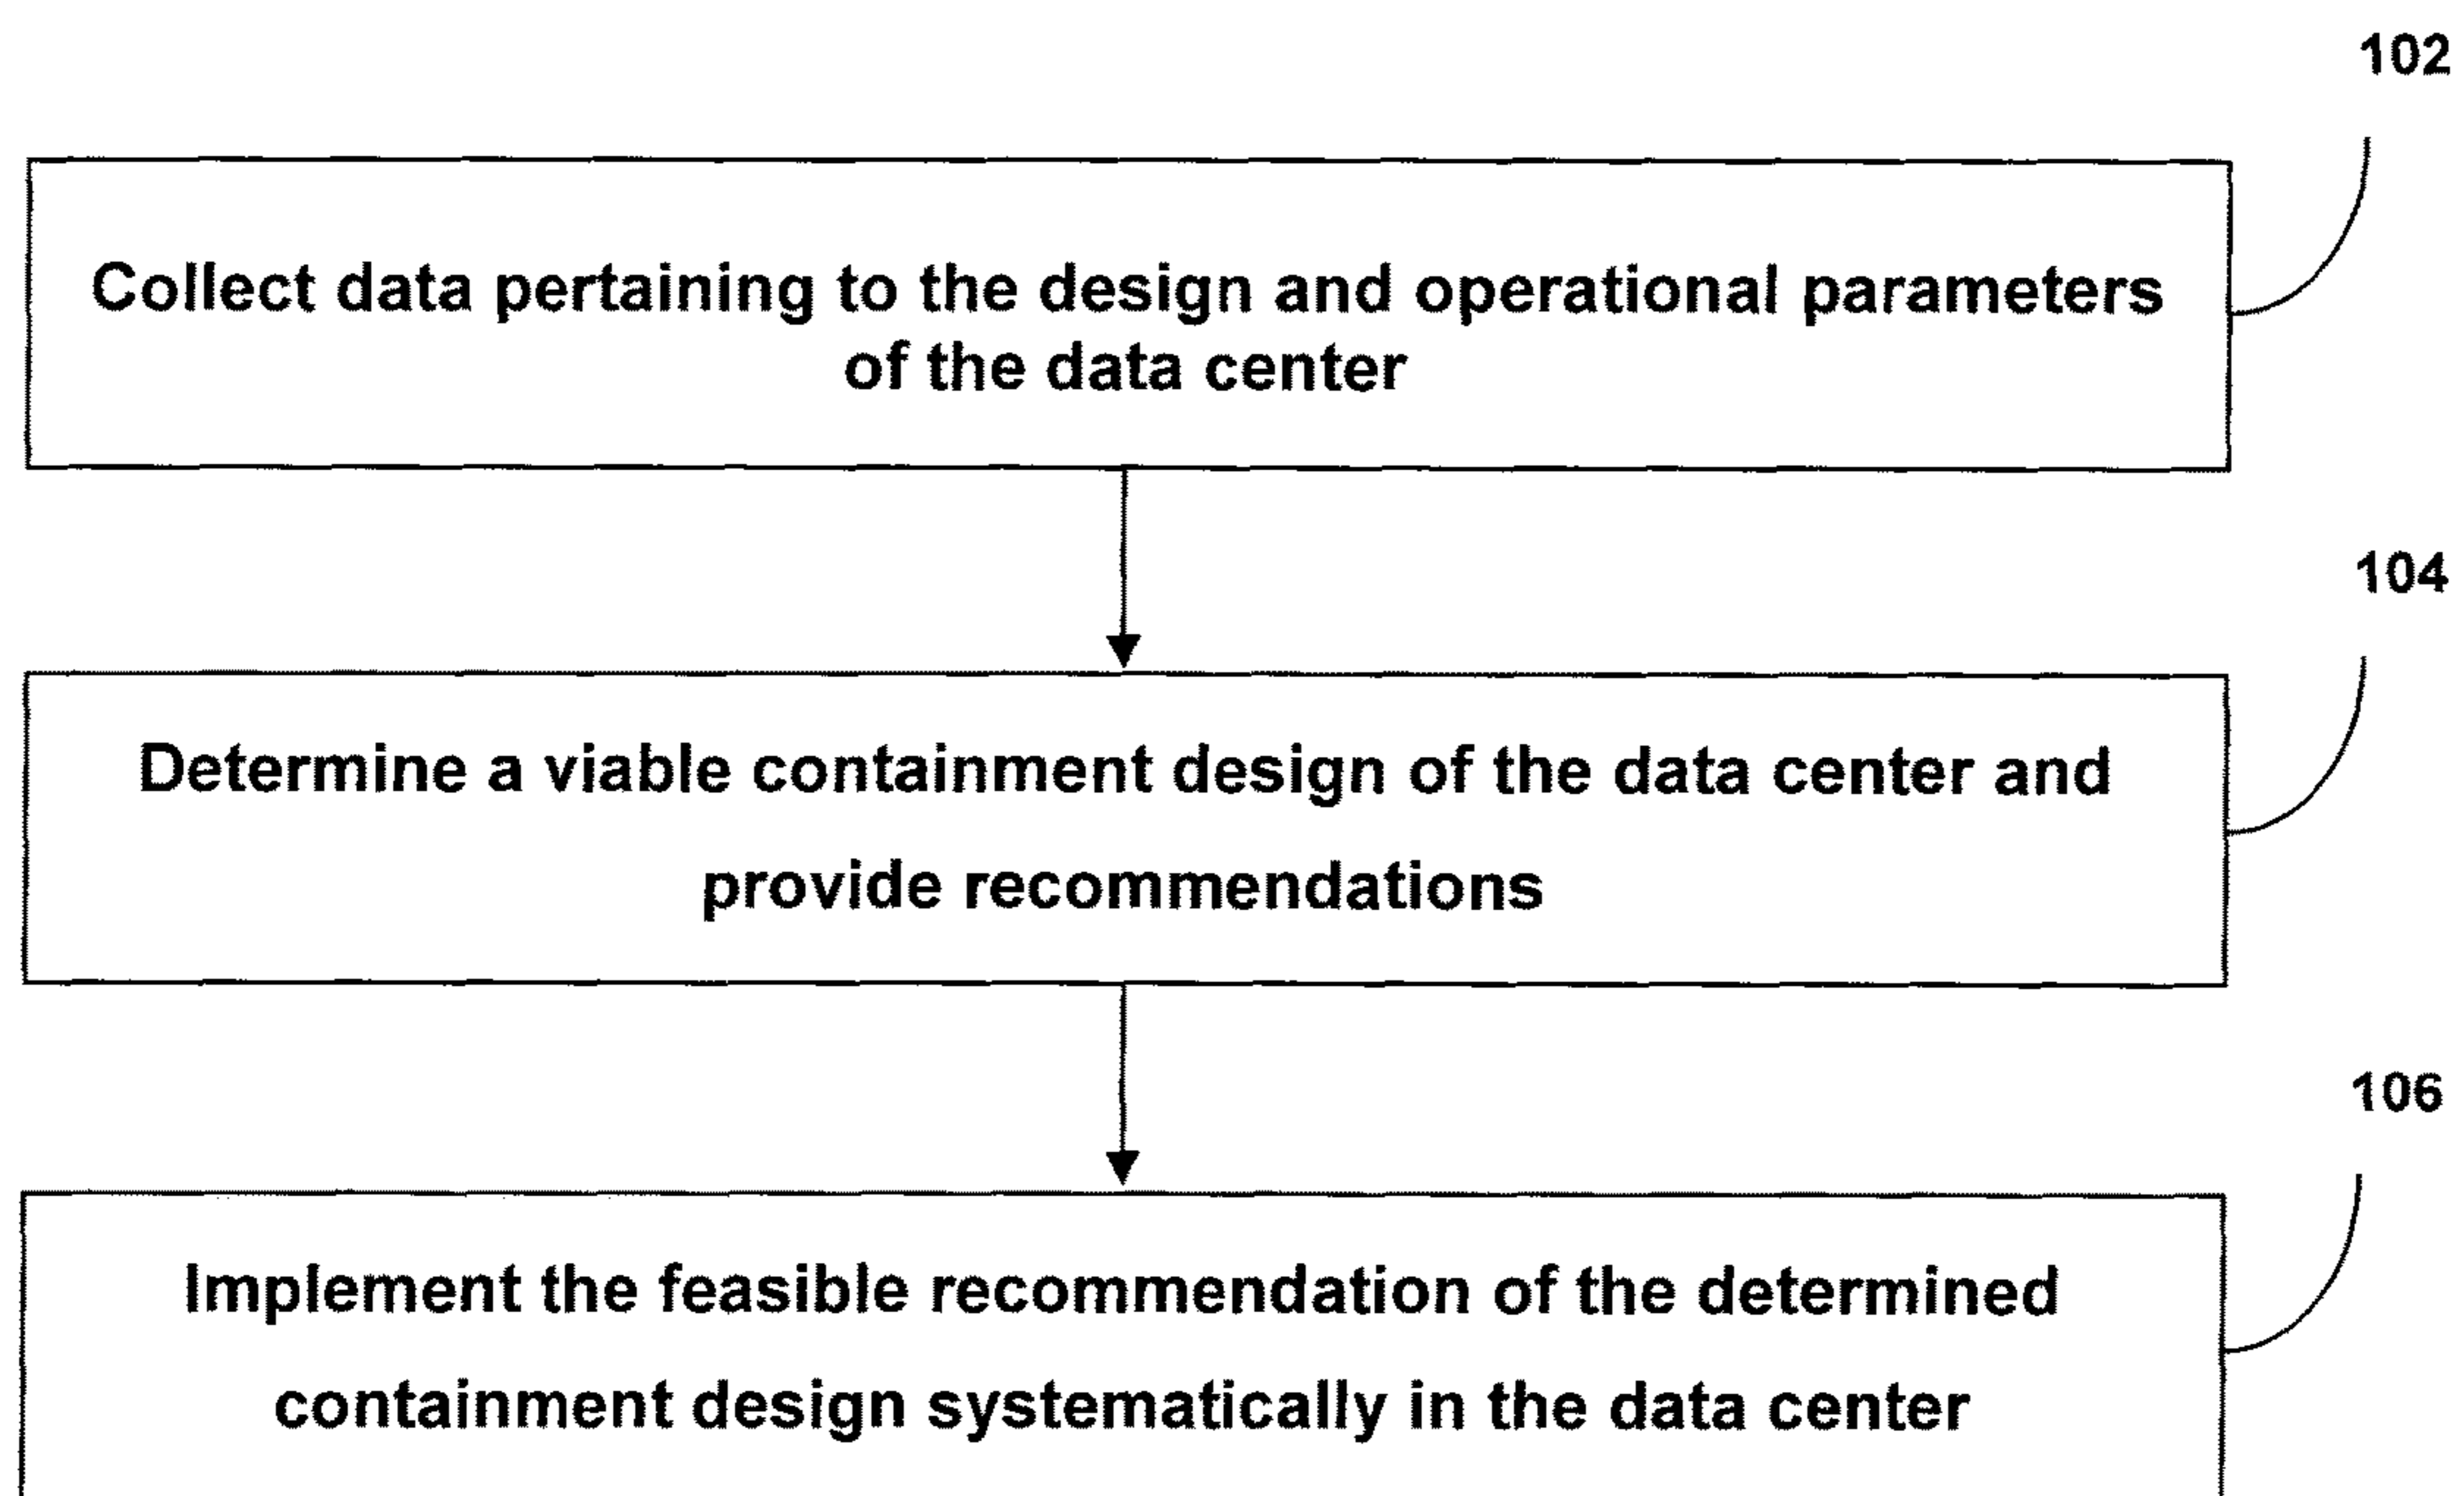 102
Collect data pertaining to the design and operational parameters
of the data center
104
Determine a viable containment design of the data center and
provide recommendations
106
Implement the feasible recommendation of the determined
containment design systematically in the data center